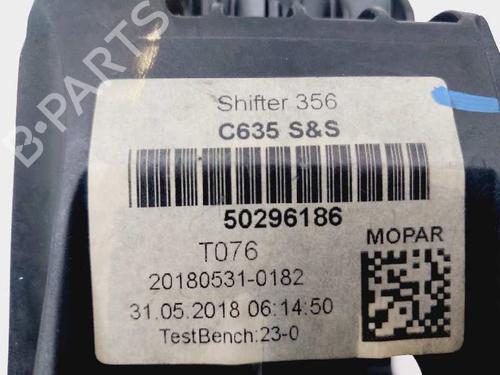 B-PARTS
Shifter 356
C635 S&S
50296186
T076
MOPAR
20180531-0182
31.05.2018 06:14:50
TestBench:23-0